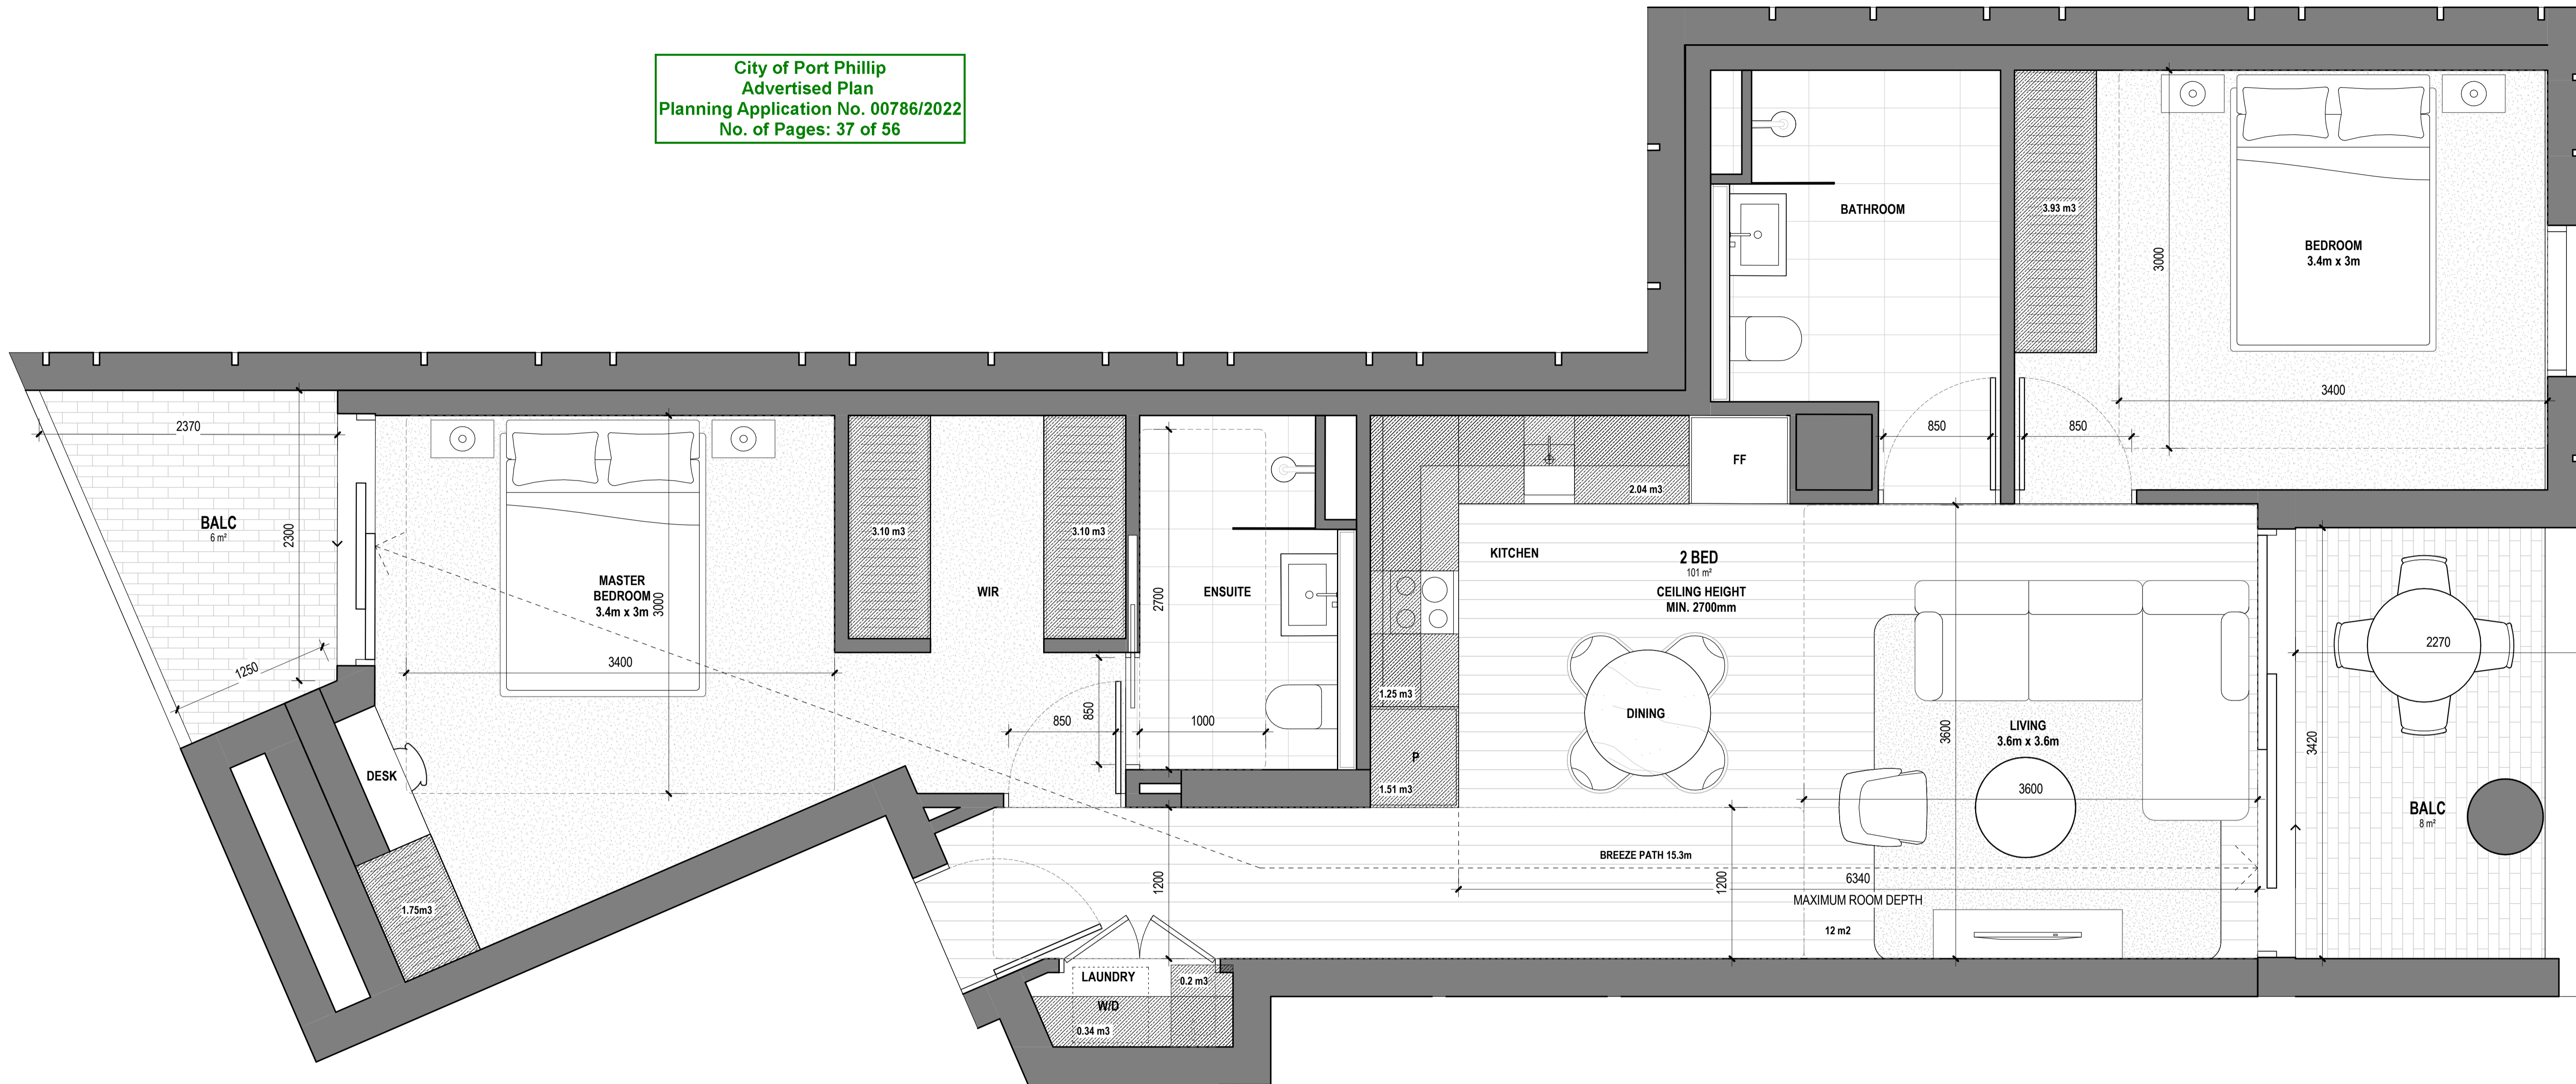 City of Port Phillip
Advertised Plan
Planning Application No. 00786/2022
No. of Pages: 37 of 56
BATHROOM
3.93 m3
3000
BEDROOM
3.4m x 3m
3400
850
850
2370
2300
BALC
6 m²
1250
MASTER
BEDROOM
3.4m x 3m
3000
3400
DESK
1.75m3
3.10 m3
WIR
3.10 m3
850
850
2700
ENSUITE
1000
2.04 m3
FF
KITCHEN
2 BED
101 m²
CEILING HEIGHT
MIN. 2700mm
1.25 m3
P
1.51 m3
DINING
LIVING
3.6m x 3.6m
3600
3600
BREEZE PATH 15.3m
6340
MAXIMUM ROOM DEPTH
12 m2
1200
1200
LAUNDRY
W/D
0.2 m3
0.34 m3
2270
3420
BALC
8 m²